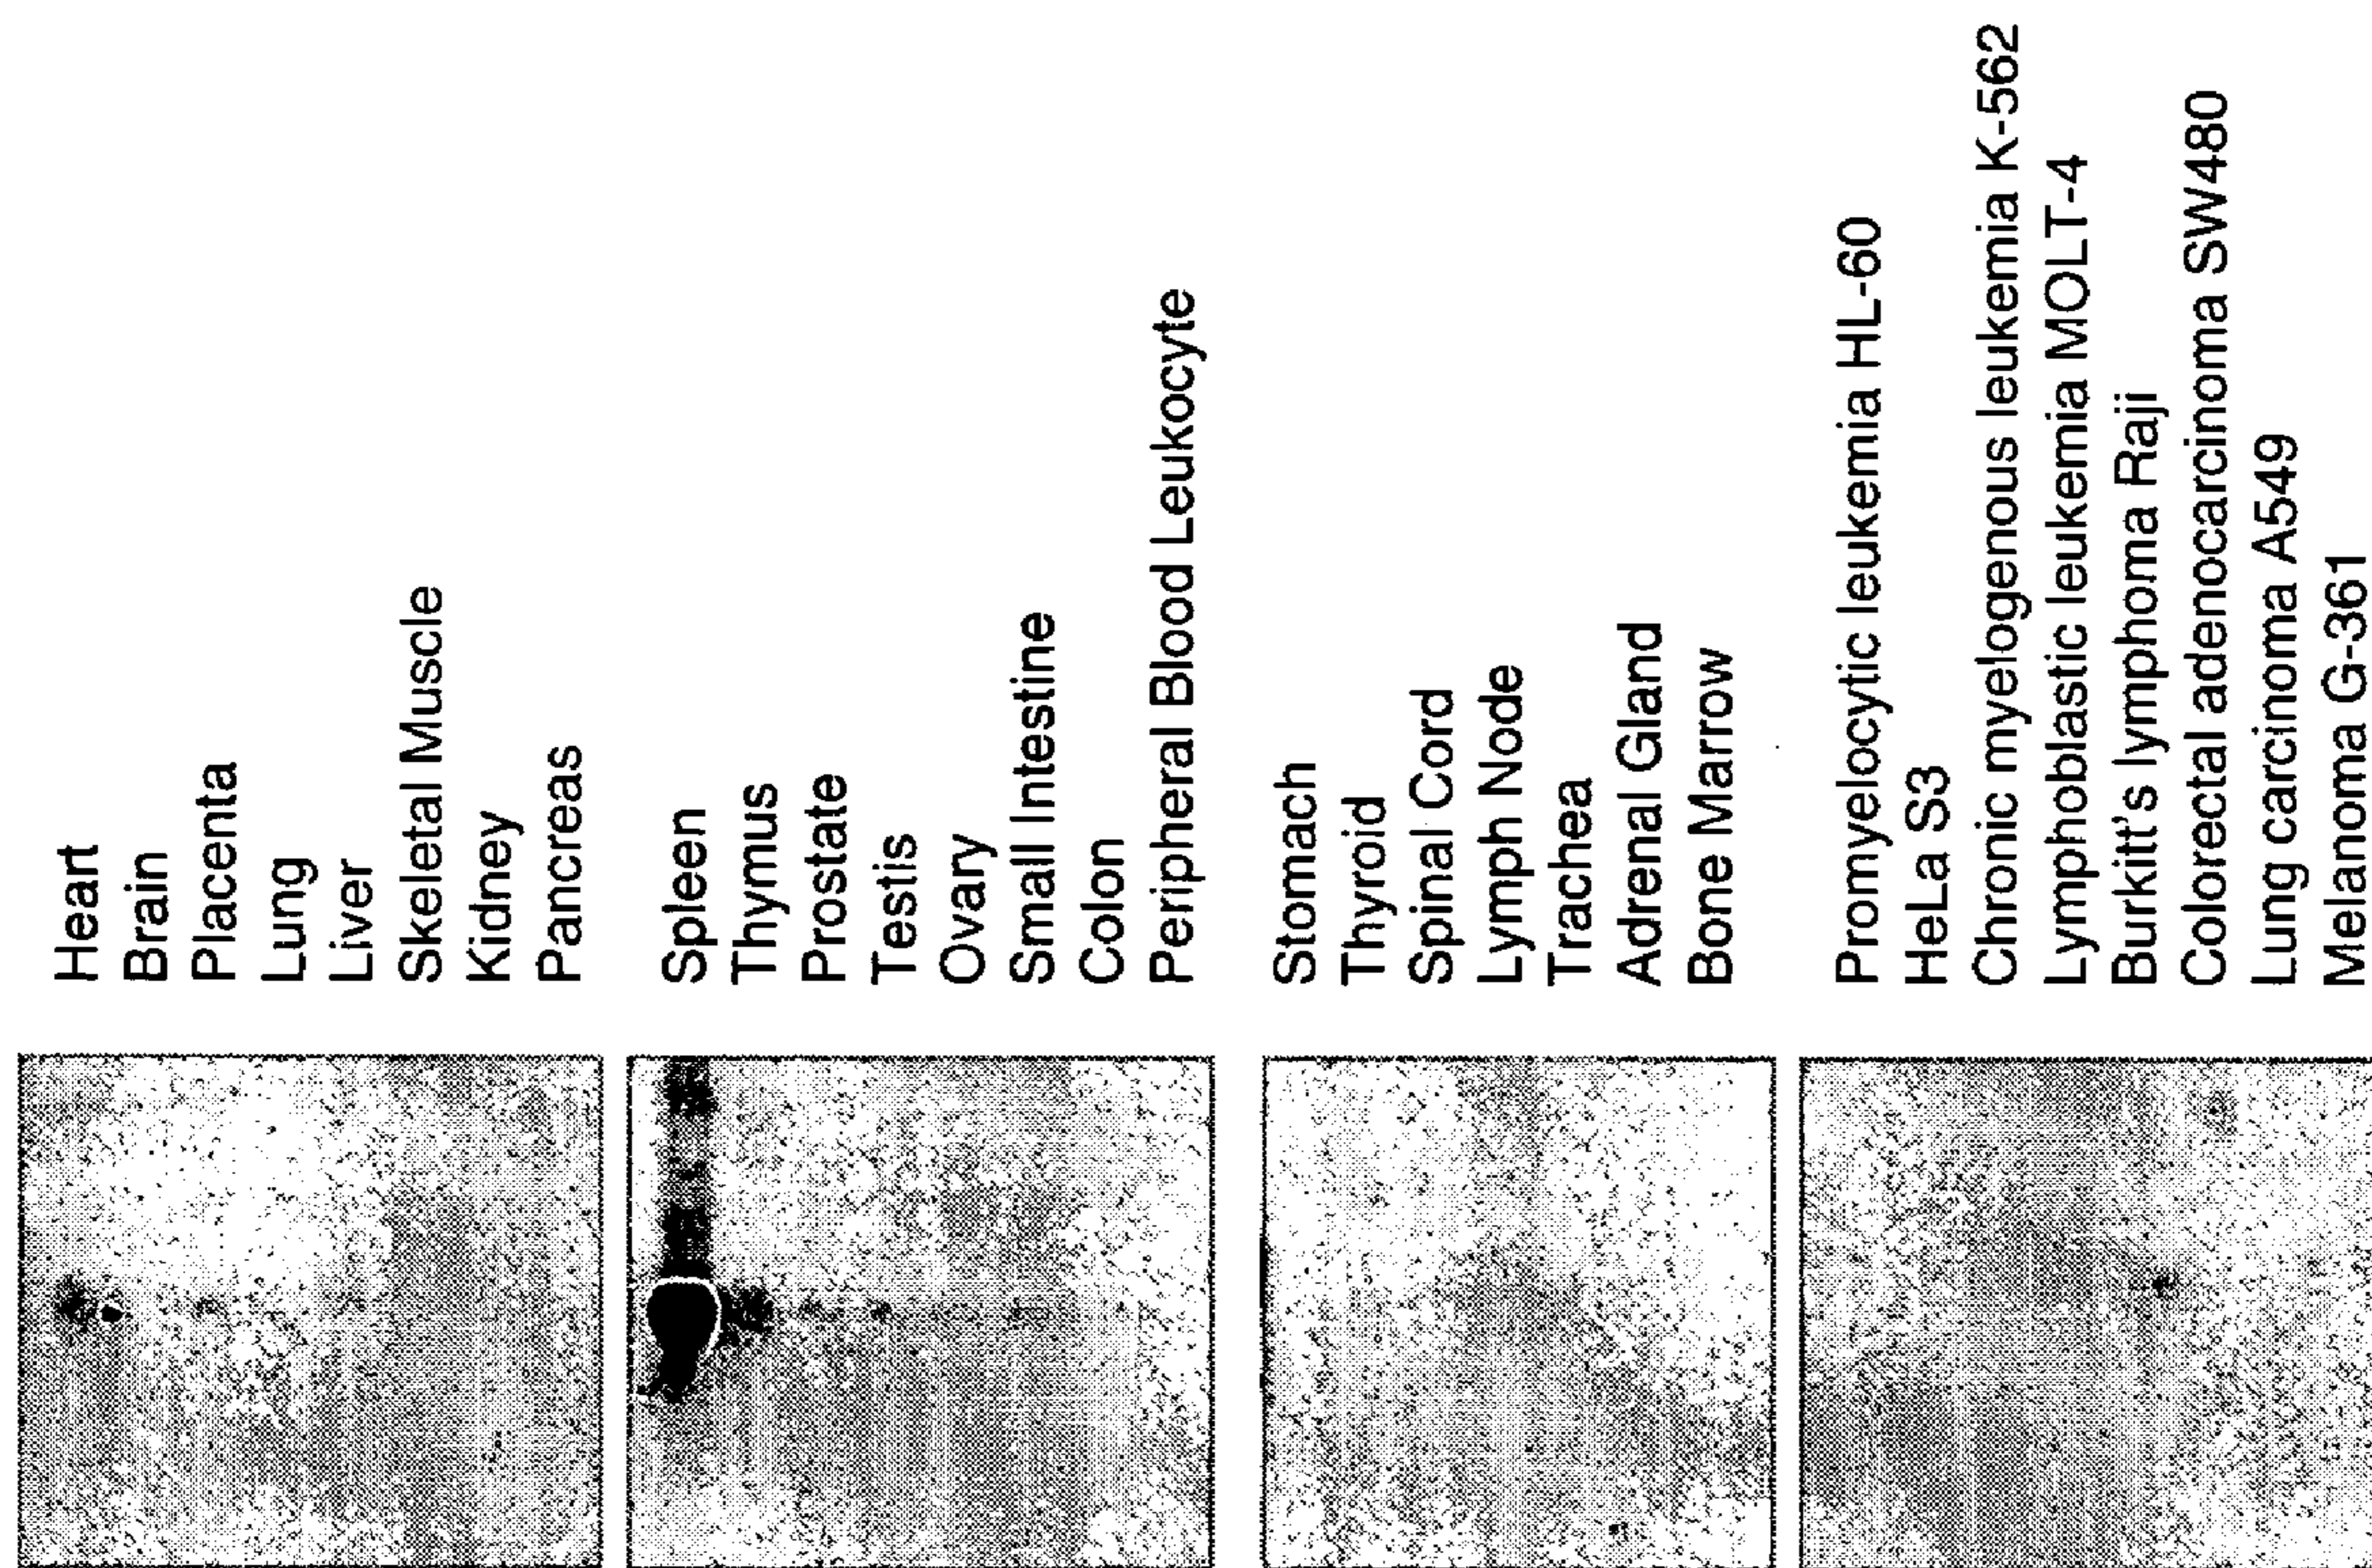 Heart
Brain
Placenta
Lung
Liver
Skeletal Muscle
Kidney
Pancreas
Spleen
Thymus
Prostate
Testis
Ovary
Small Intestine
Colon
Peripheral Blood Leukocyte
Stomach
Thyroid
Spinal Cord
Lymph Node
Trachea
Adrenal Gland
Bone Marrow
Promyelocytic leukemia HL-60
HeLa S3
Chronic myelogenous leukemia K-562
Lymphoblastic leukemia MOLT-4
Burkitt's lymphoma Raji
Colorectal adenocarcinoma SW480
Lung carcinoma A549
Melanoma G-361